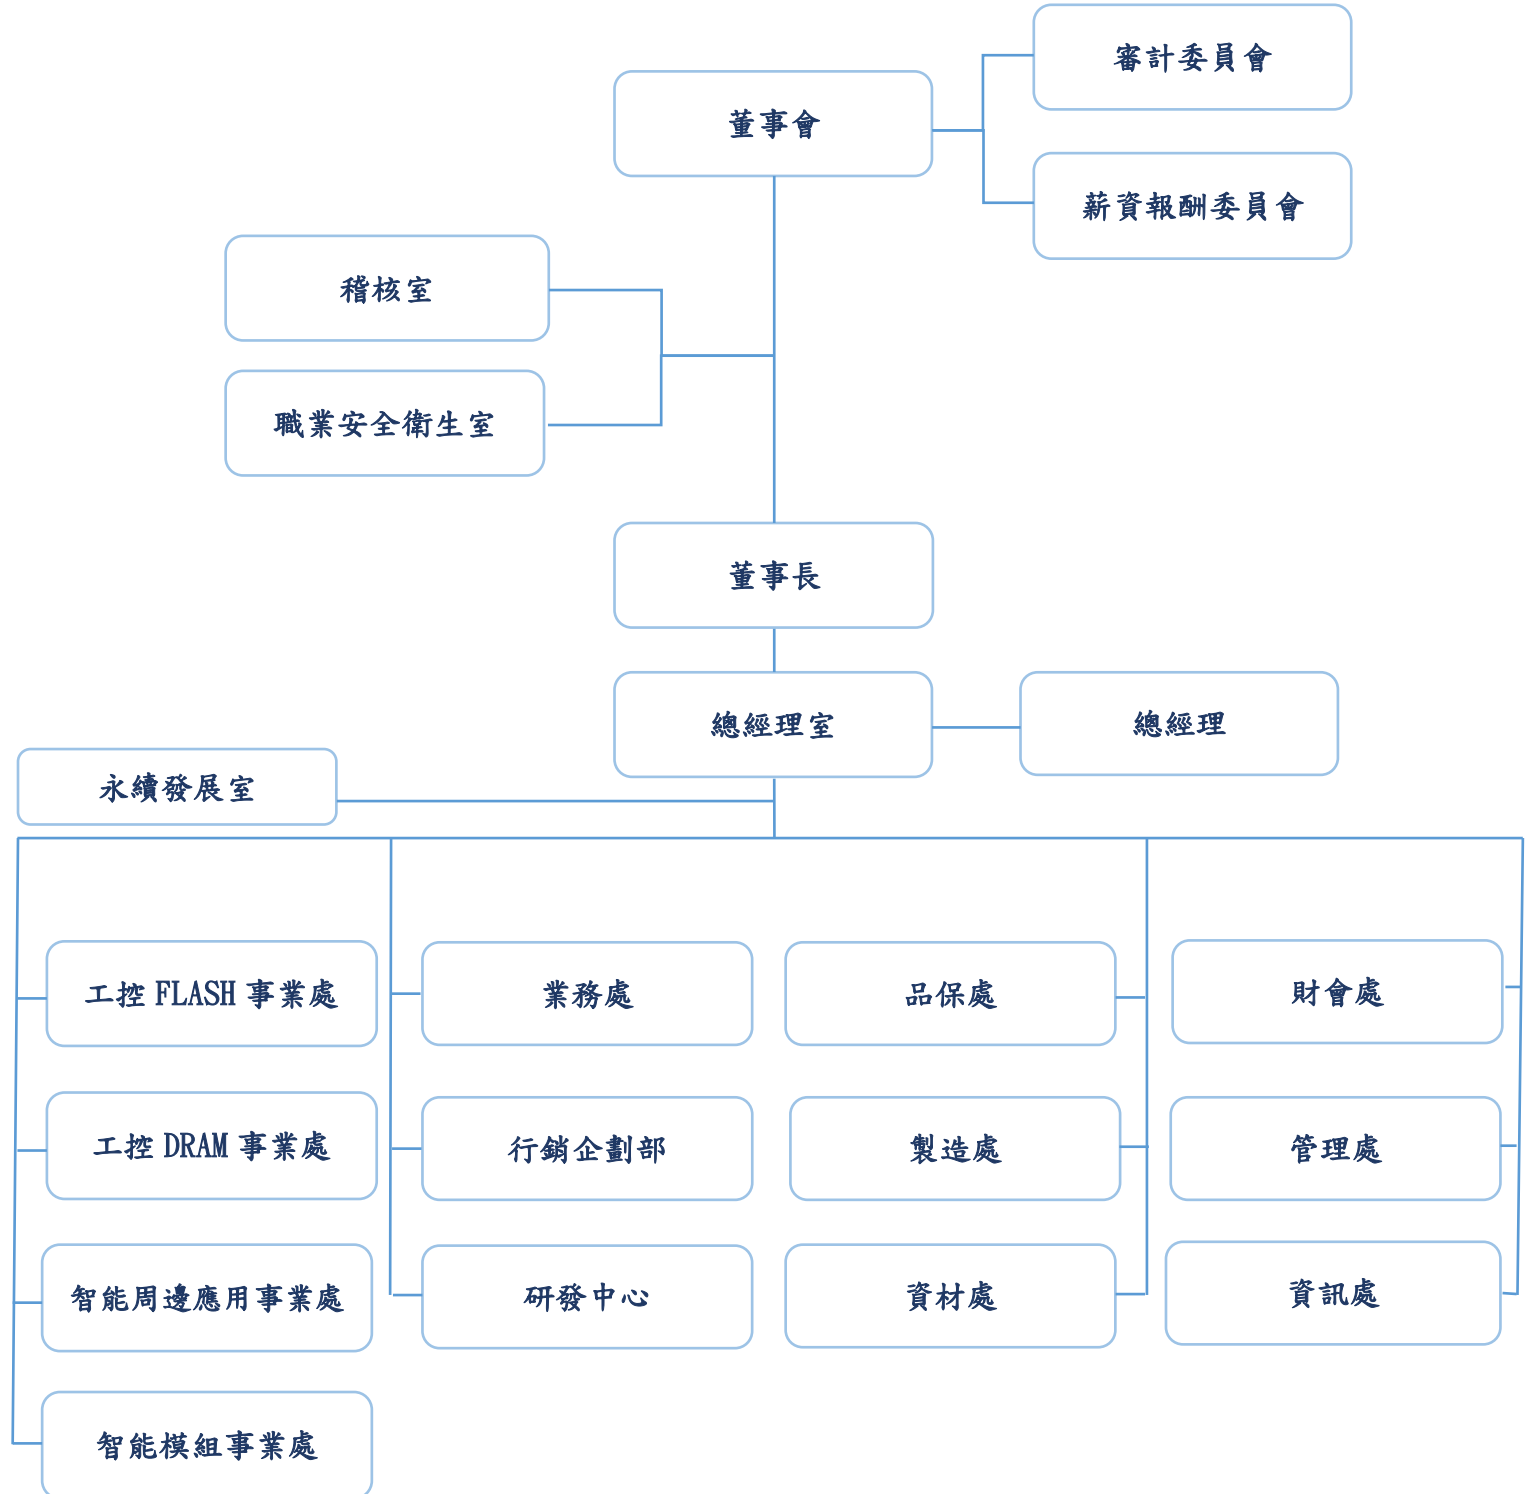 審計委員會
董事會
薪資報酬委員會
稽核室
職業安全衛生室
董事長
總經理室
總經理
永續發展室
工控 FLASH 事業處
業務處
品保處
財會處
工控 DRAM 事業處
行銷企劃部
製造處
管理處
智能周邊應用事業處
研發中心
資材處
資訊處
智能模組事業處